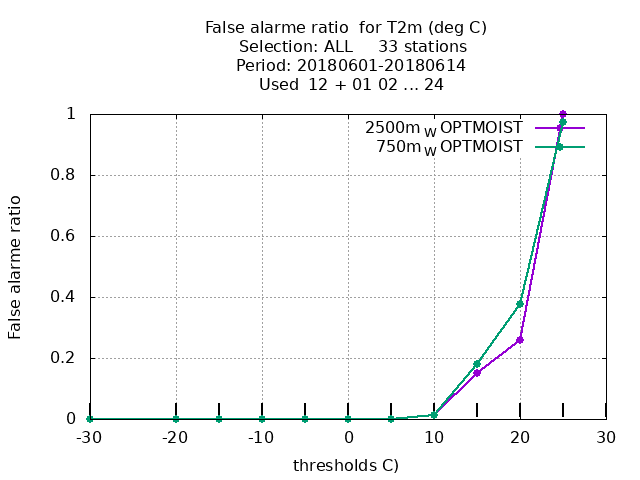 False alarme ratio  for T2m (deg C)
Selection: ALL     33 stations
Period: 20180601-20180614
Used  12 + 01 02 ... 24
2500m W OPTMOIST
750m W OPTMOIST
1
0.8
0.6
0.4
0.2
0
False alarme ratio
-30 -20 -10 0 10 20 30
thresholds C)